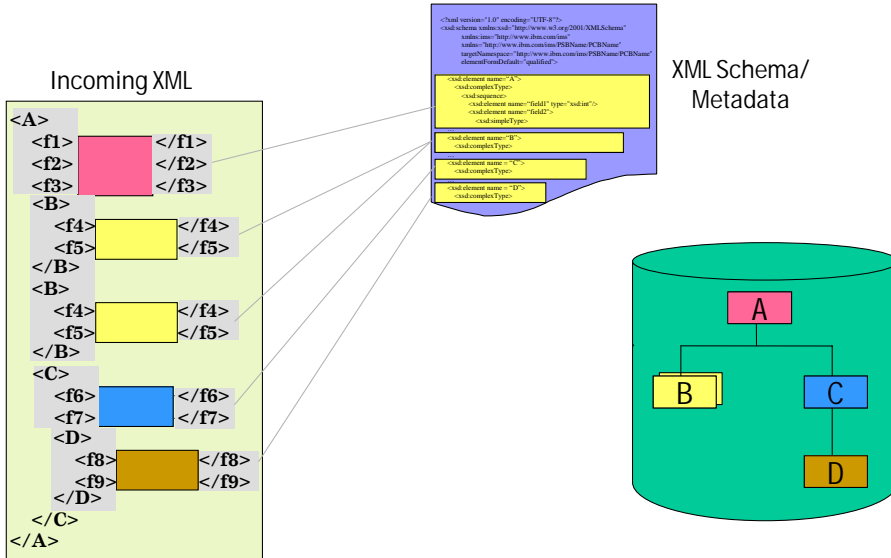 Incoming XML
<A>
<f1> </f1>
<f2> </f2>
<f3> </f3>
<B>
<f4> </f4>
<f5> </f5>
</B>
<B>
<f4> </f4>
<f5> </f5>
</B>
<C>
<f6> </f6>
<f7> </f7>
<D>
<f8> </f8>
<f9> </f9>
</D>
</C>
</A>
<?xml version="1.0" encoding="UTF-8"?>
<xsd:schema xmlns:xsd="http://www.w3.org/2001/XMLSchema"
xmlns:ims="http://www.ibm.com/ims"
xmlns="http://www.ibm.com/ims/PSBName/PCBName"
targetNamespace="http://www.ibm.com/ims/PSBName/PCBName"
elementFormDefault="qualified">
<xsd:element name="A">
<xsd:complexType>
<xsd:sequence>
<xsd:element name="field1" type="xsd:int"/>
<xsd:element name="field2">
<xsd:simpleType>
...
<xsd:element name="B">
<xsd:complexType>
...
<xsd:element name = "C">
<xsd:complexType>
...
<xsd:element name = "D">
<xsd:complexType>
XML Schema/
Metadata
A
B C
D